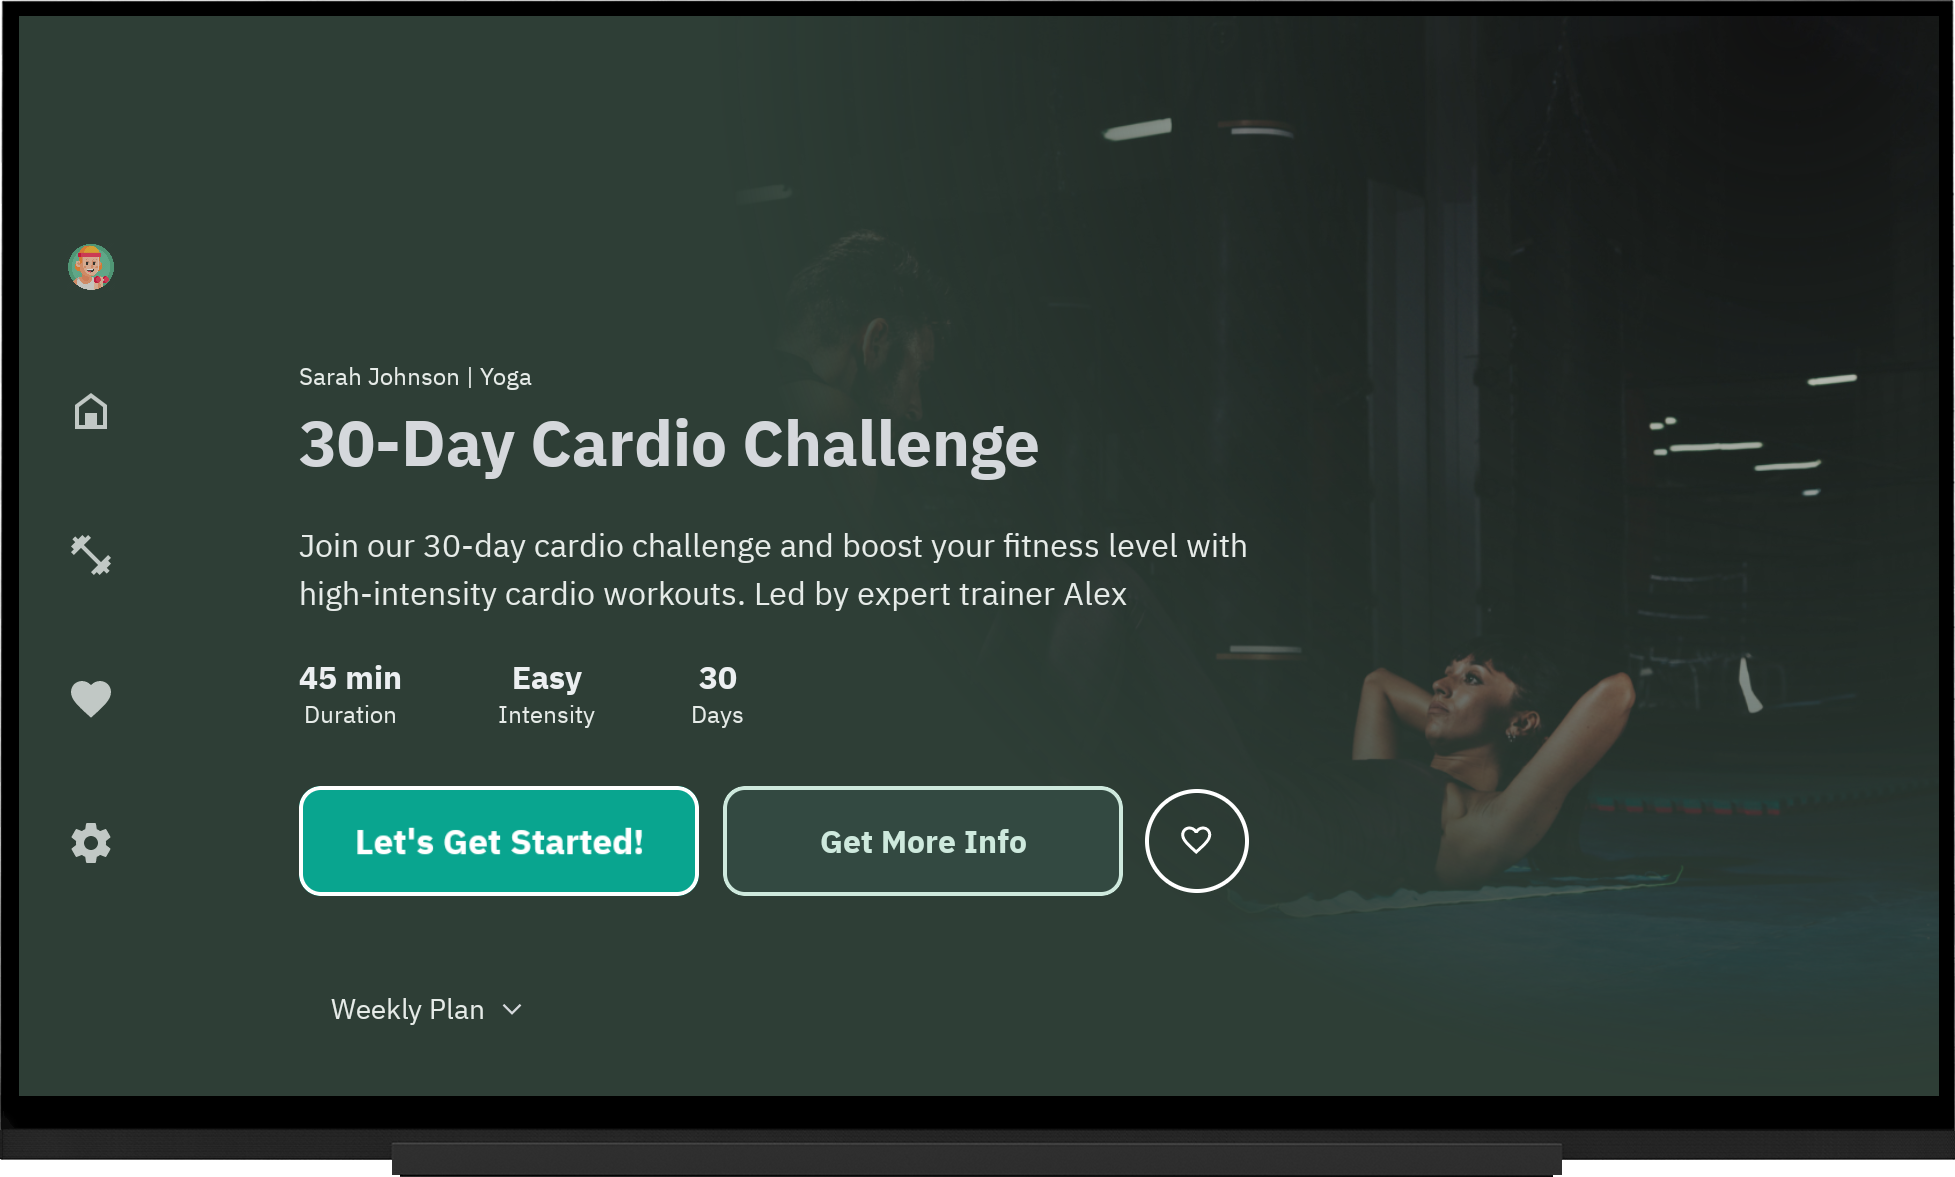 Sarah Johnson | Yoga
30-Day Cardio Challenge
Join our 30-day cardio challenge and boost your fitness level with
high-intensity cardio workouts. Led by expert trainer Alex
45 min
Duration
Easy
Intensity
30
Days
Let's Get Started!
Get More Info
Weekly Plan